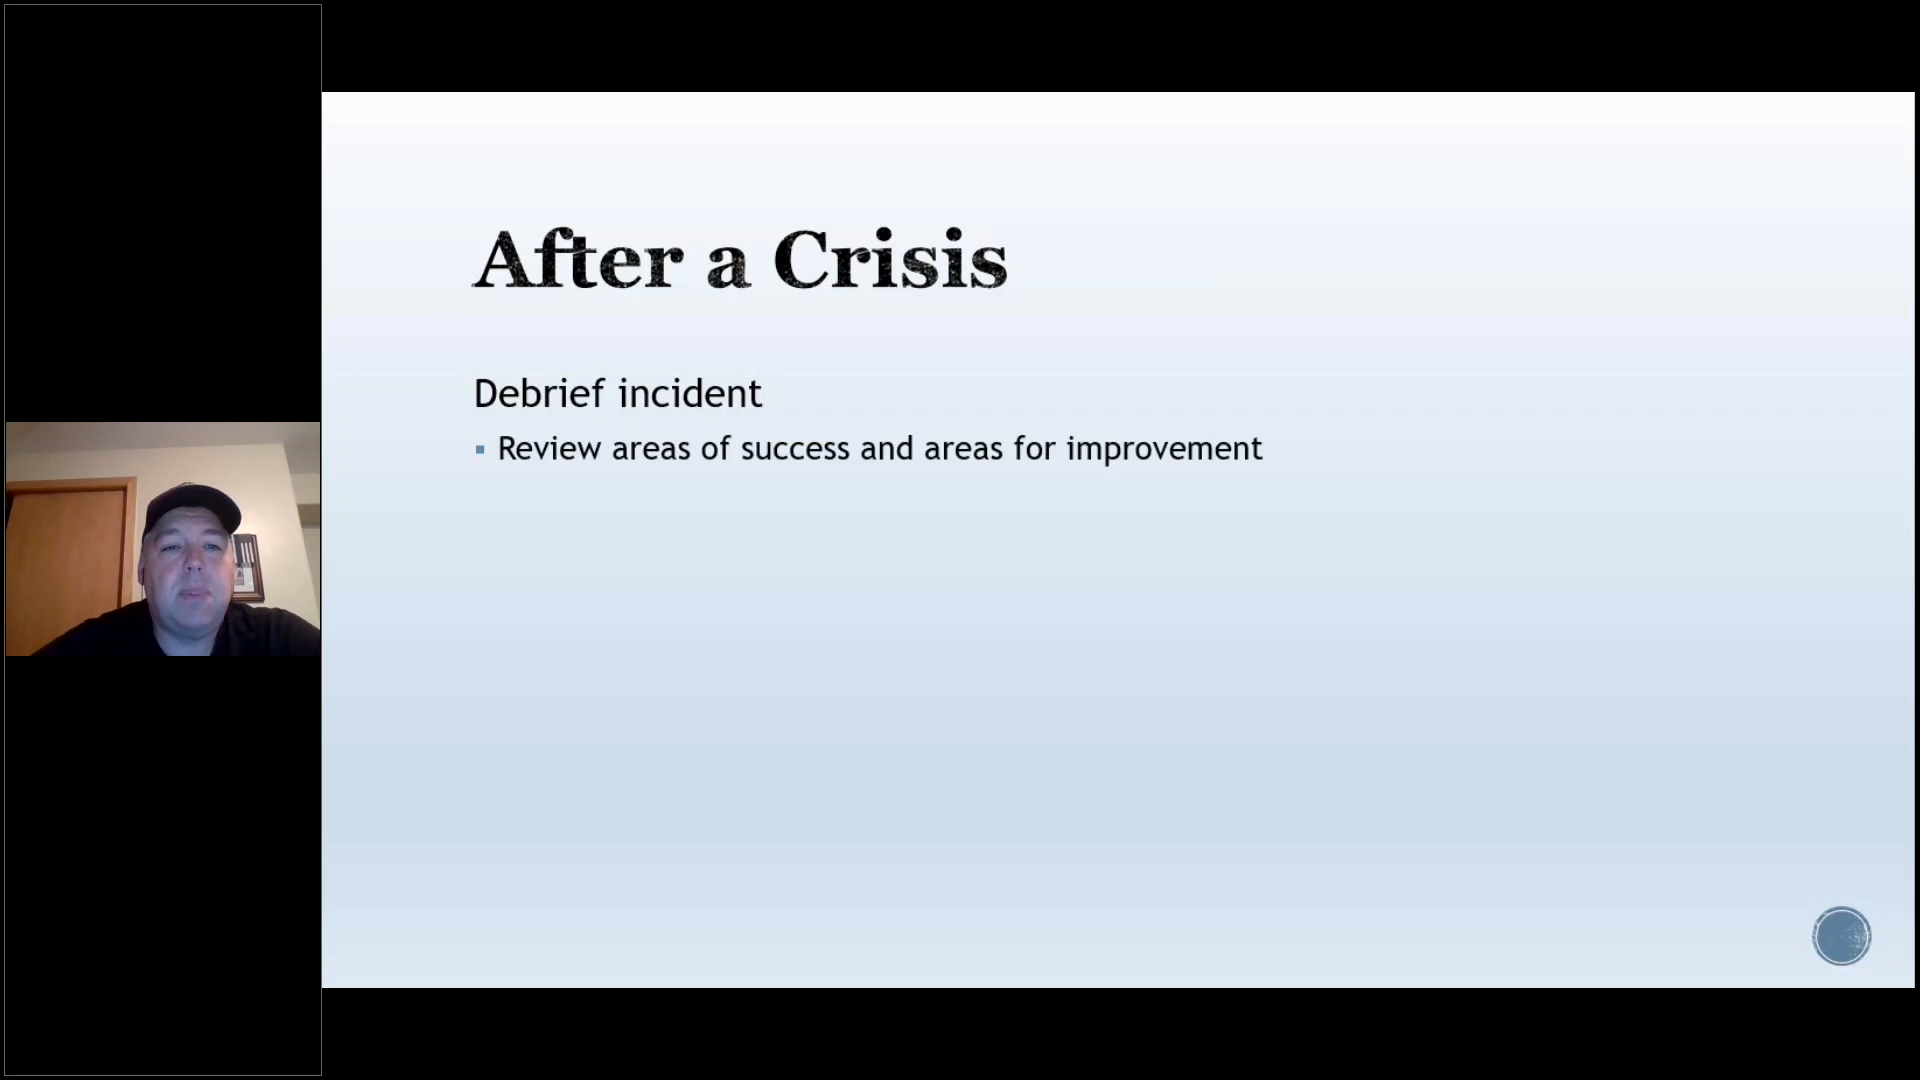 After a Crisis
Debrief incident
Review areas of success and areas for improvement